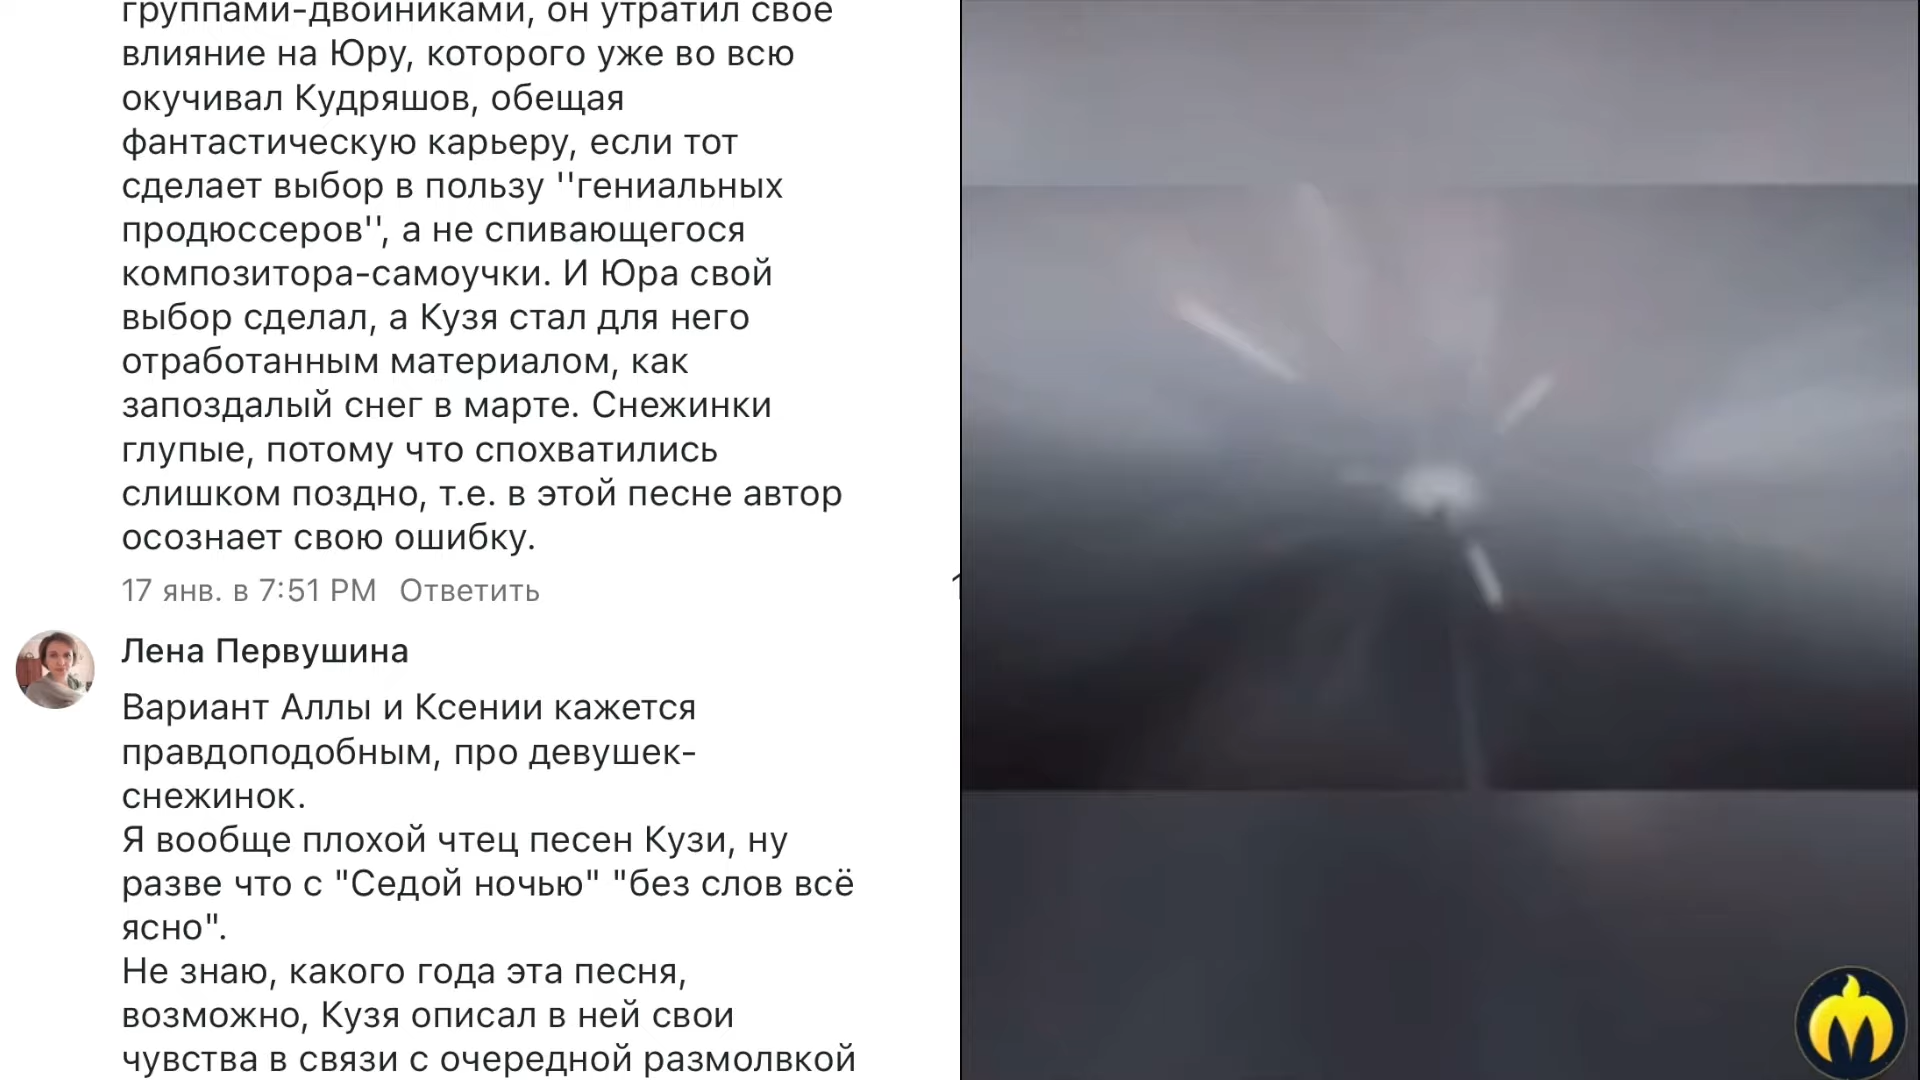 группами-двойниками, он утратил своё
влияние на Юру, которого уже во всю
окучивал Кудряшов, обещая
фантастическую карьеру, если тот
сделает выбор в пользу ''гениальных
продюссеров'', а не спивающегося
композитора-самоучки. И Юра свой
выбор сделал, а Кузя стал для него
отработанным материалом, как
запоздалый снег в марте. Снежинки
глупые, потому что спохватились
слишком поздно, т.е. в этой песне автор
осознает свою ошибку.
17 янв. в 7:51 PM Ответить
Лена Первушина
Вариант Аллы и Ксении кажется
правдоподобным, про девушек-
снежинок.
Я вообще плохой чтец песен Кузи, ну
разве что с "Седой ночью" "без слов всё
ясно".
Не знаю, какого года эта песня,
возможно, Кузя описал в ней свои
чувства в связи с очередной размолвкой